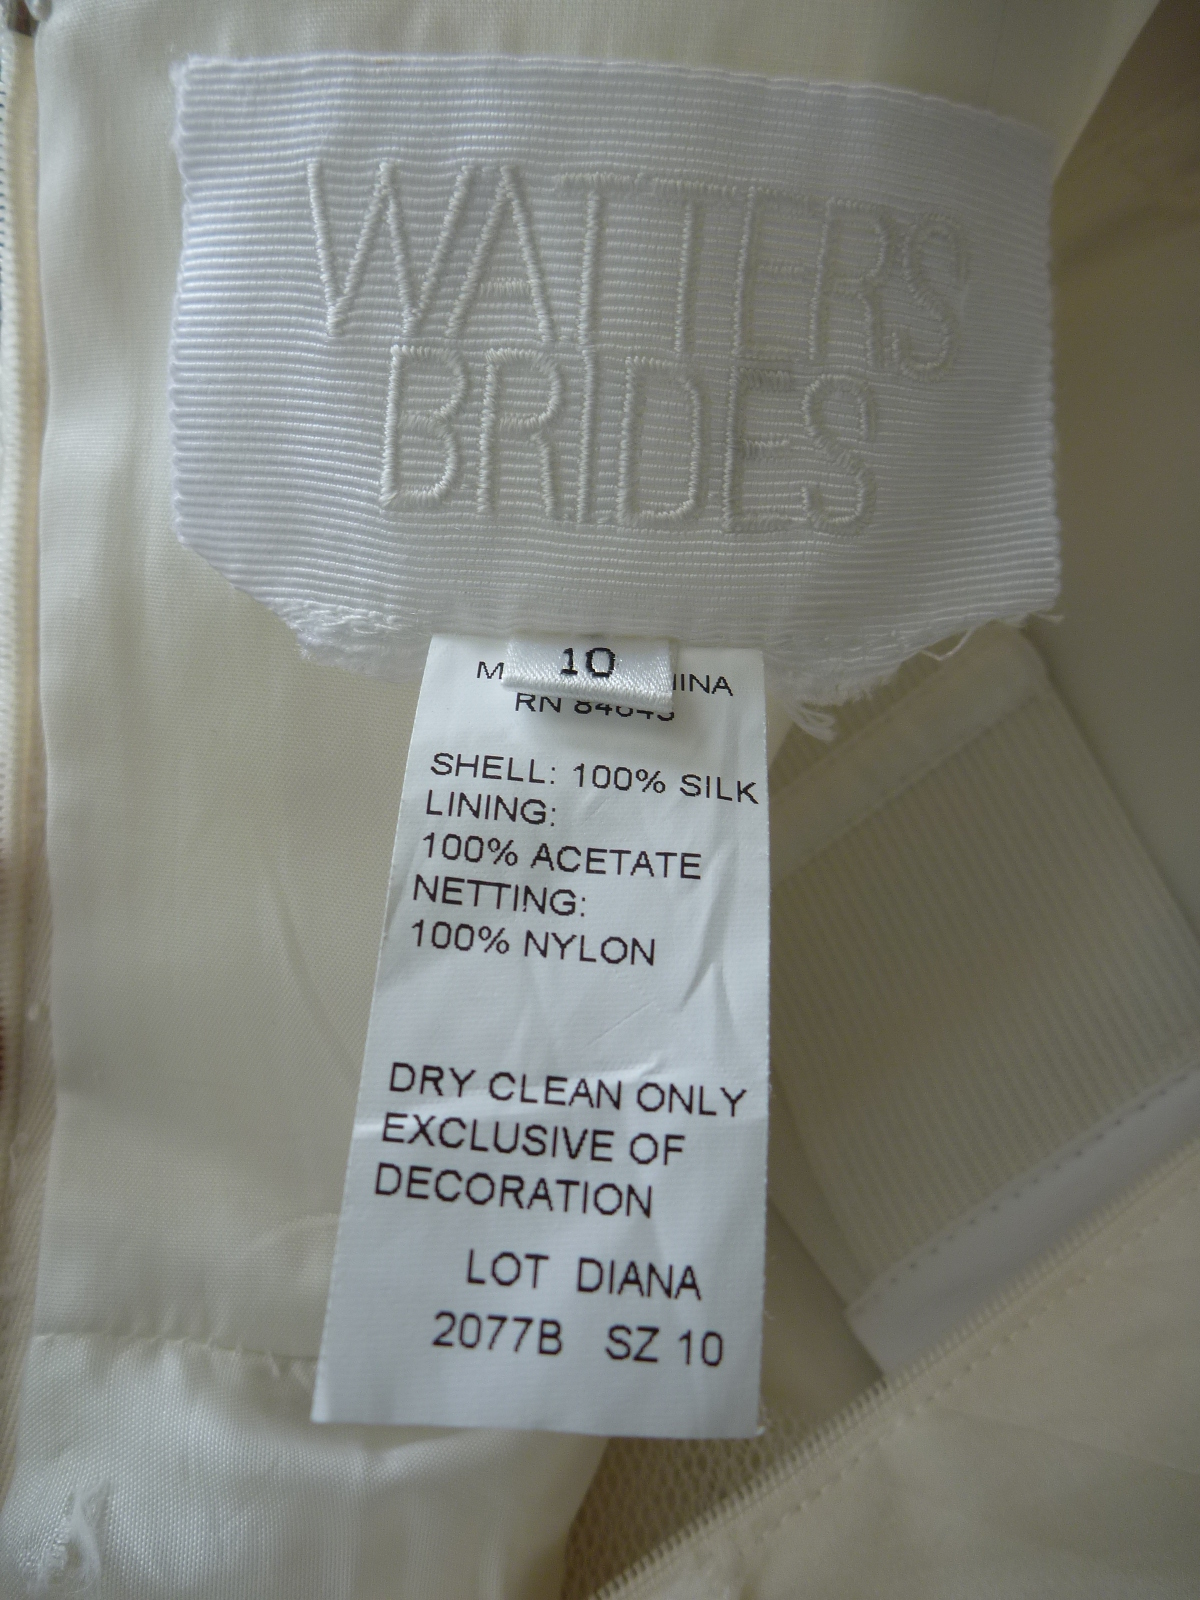 WATTERS
BRIDES
10
SHELL: 100% SILK
LINING:
100% ACETATE
NETTING:
100% NYLON
DRY CLEAN ONLY
EXCLUSIVE OF
DECORATION
LOT DIANA
2077B SZ 10